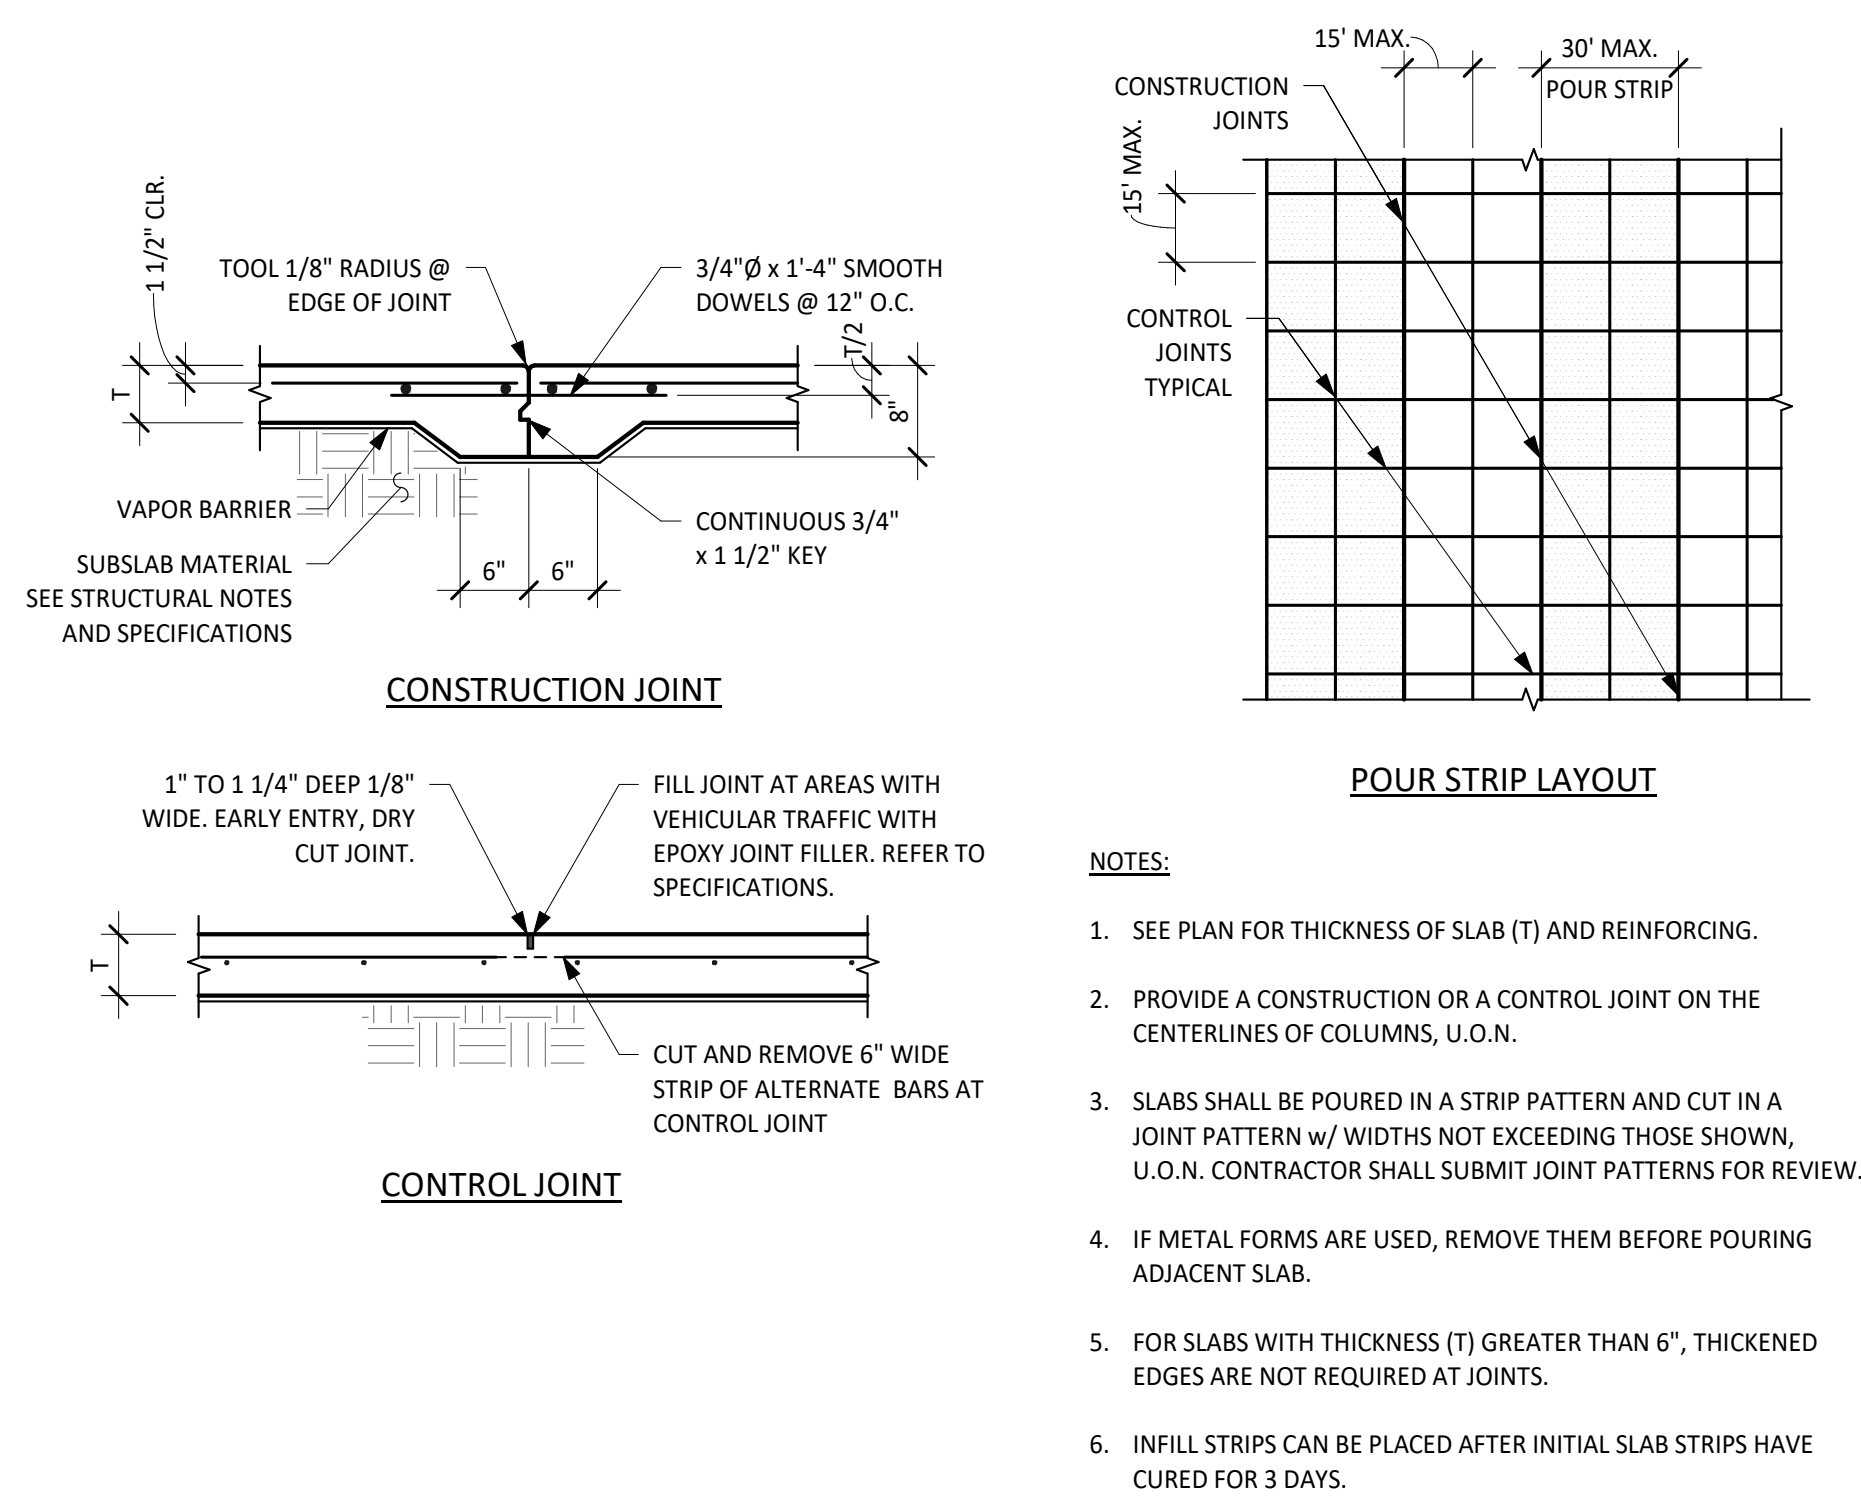 1 1/2" CLR.
TOOL 1/8" RADIUS @
EDGE OF JOINT
3/4"Ø x 1'-4" SMOOTH
DOWELS @ 12" O.C.
T
T/2
8"
VAPOR BARRIER
SUBSLAB MATERIAL
SEE STRUCTURAL NOTES
AND SPECIFICATIONS
6"
6"
CONTINUOUS 3/4"
x 1 1/2" KEY
CONSTRUCTION JOINT
1" TO 1 1/4" DEEP 1/8"
WIDE. EARLY ENTRY, DRY
CUT JOINT.
FILL JOINT AT AREAS WITH
VEHICULAR TRAFFIC WITH
EPOXY JOINT FILLER. REFER TO
SPECIFICATIONS.
T
CUT AND REMOVE 6" WIDE
STRIP OF ALTERNATE  BARS AT
CONTROL JOINT
CONTROL JOINT
15' MAX.
30' MAX.
POUR STRIP
CONSTRUCTION
JOINTS
15' MAX.
CONTROL
JOINTS
TYPICAL
POUR STRIP LAYOUT
NOTES:
1. SEE PLAN FOR THICKNESS OF SLAB (T) AND REINFORCING.
2. PROVIDE A CONSTRUCTION OR A CONTROL JOINT ON THE
CENTERLINES OF COLUMNS, U.O.N.
3. SLABS SHALL BE POURED IN A STRIP PATTERN AND CUT IN A
JOINT PATTERN w/ WIDTHS NOT EXCEEDING THOSE SHOWN,
U.O.N. CONTRACTOR SHALL SUBMIT JOINT PATTERNS FOR REVIEW.
4. IF METAL FORMS ARE USED, REMOVE THEM BEFORE POURING
ADJACENT SLAB.
5. FOR SLABS WITH THICKNESS (T) GREATER THAN 6", THICKENED
EDGES ARE NOT REQUIRED AT JOINTS.
6. INFILL STRIPS CAN BE PLACED AFTER INITIAL SLAB STRIPS HAVE
CURED FOR 3 DAYS.